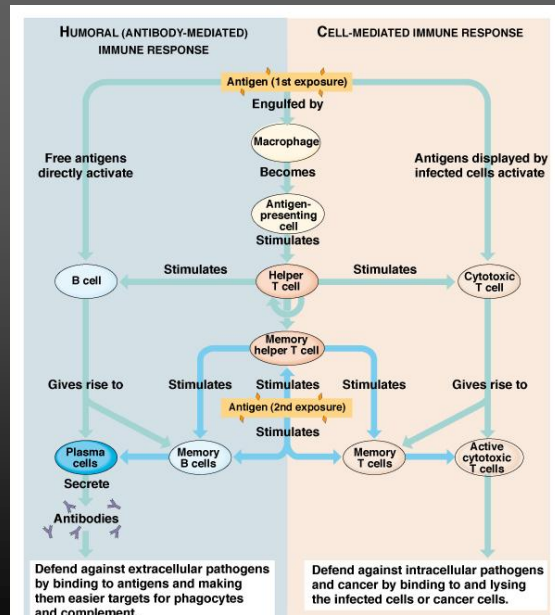 HUMORAL (ANTIBODY-MEDIATED)
IMMUNE RESPONSE
CELL-MEDIATED IMMUNE RESPONSE
Antigen (1st exposure)
Engulfed by
Macrophage
Free antigens
directly activate
Becomes
Antigens displayed by
infected cells activate
Antigen-
presenting
cell
Stimulates
B cell
Stimulates
Helper
T cell
Stimulates
Cytotoxic
T cell
Memory
helper T cell
Gives rise to
Stimulates
Stimulates
Stimulates
Gives rise to
Antigen (2nd exposure)
Stimulates
Plasma
cells
Memory
B cells
Memory
T cells
Active
cytotoxic
T cells
Secrete
Antibodies
Defend against extracellular pathogens
by binding to antigens and making
them easier targets for phagocytes
and complement
Defend against intracellular pathogens
and cancer by binding to and lysing
the infected cells or cancer cells.